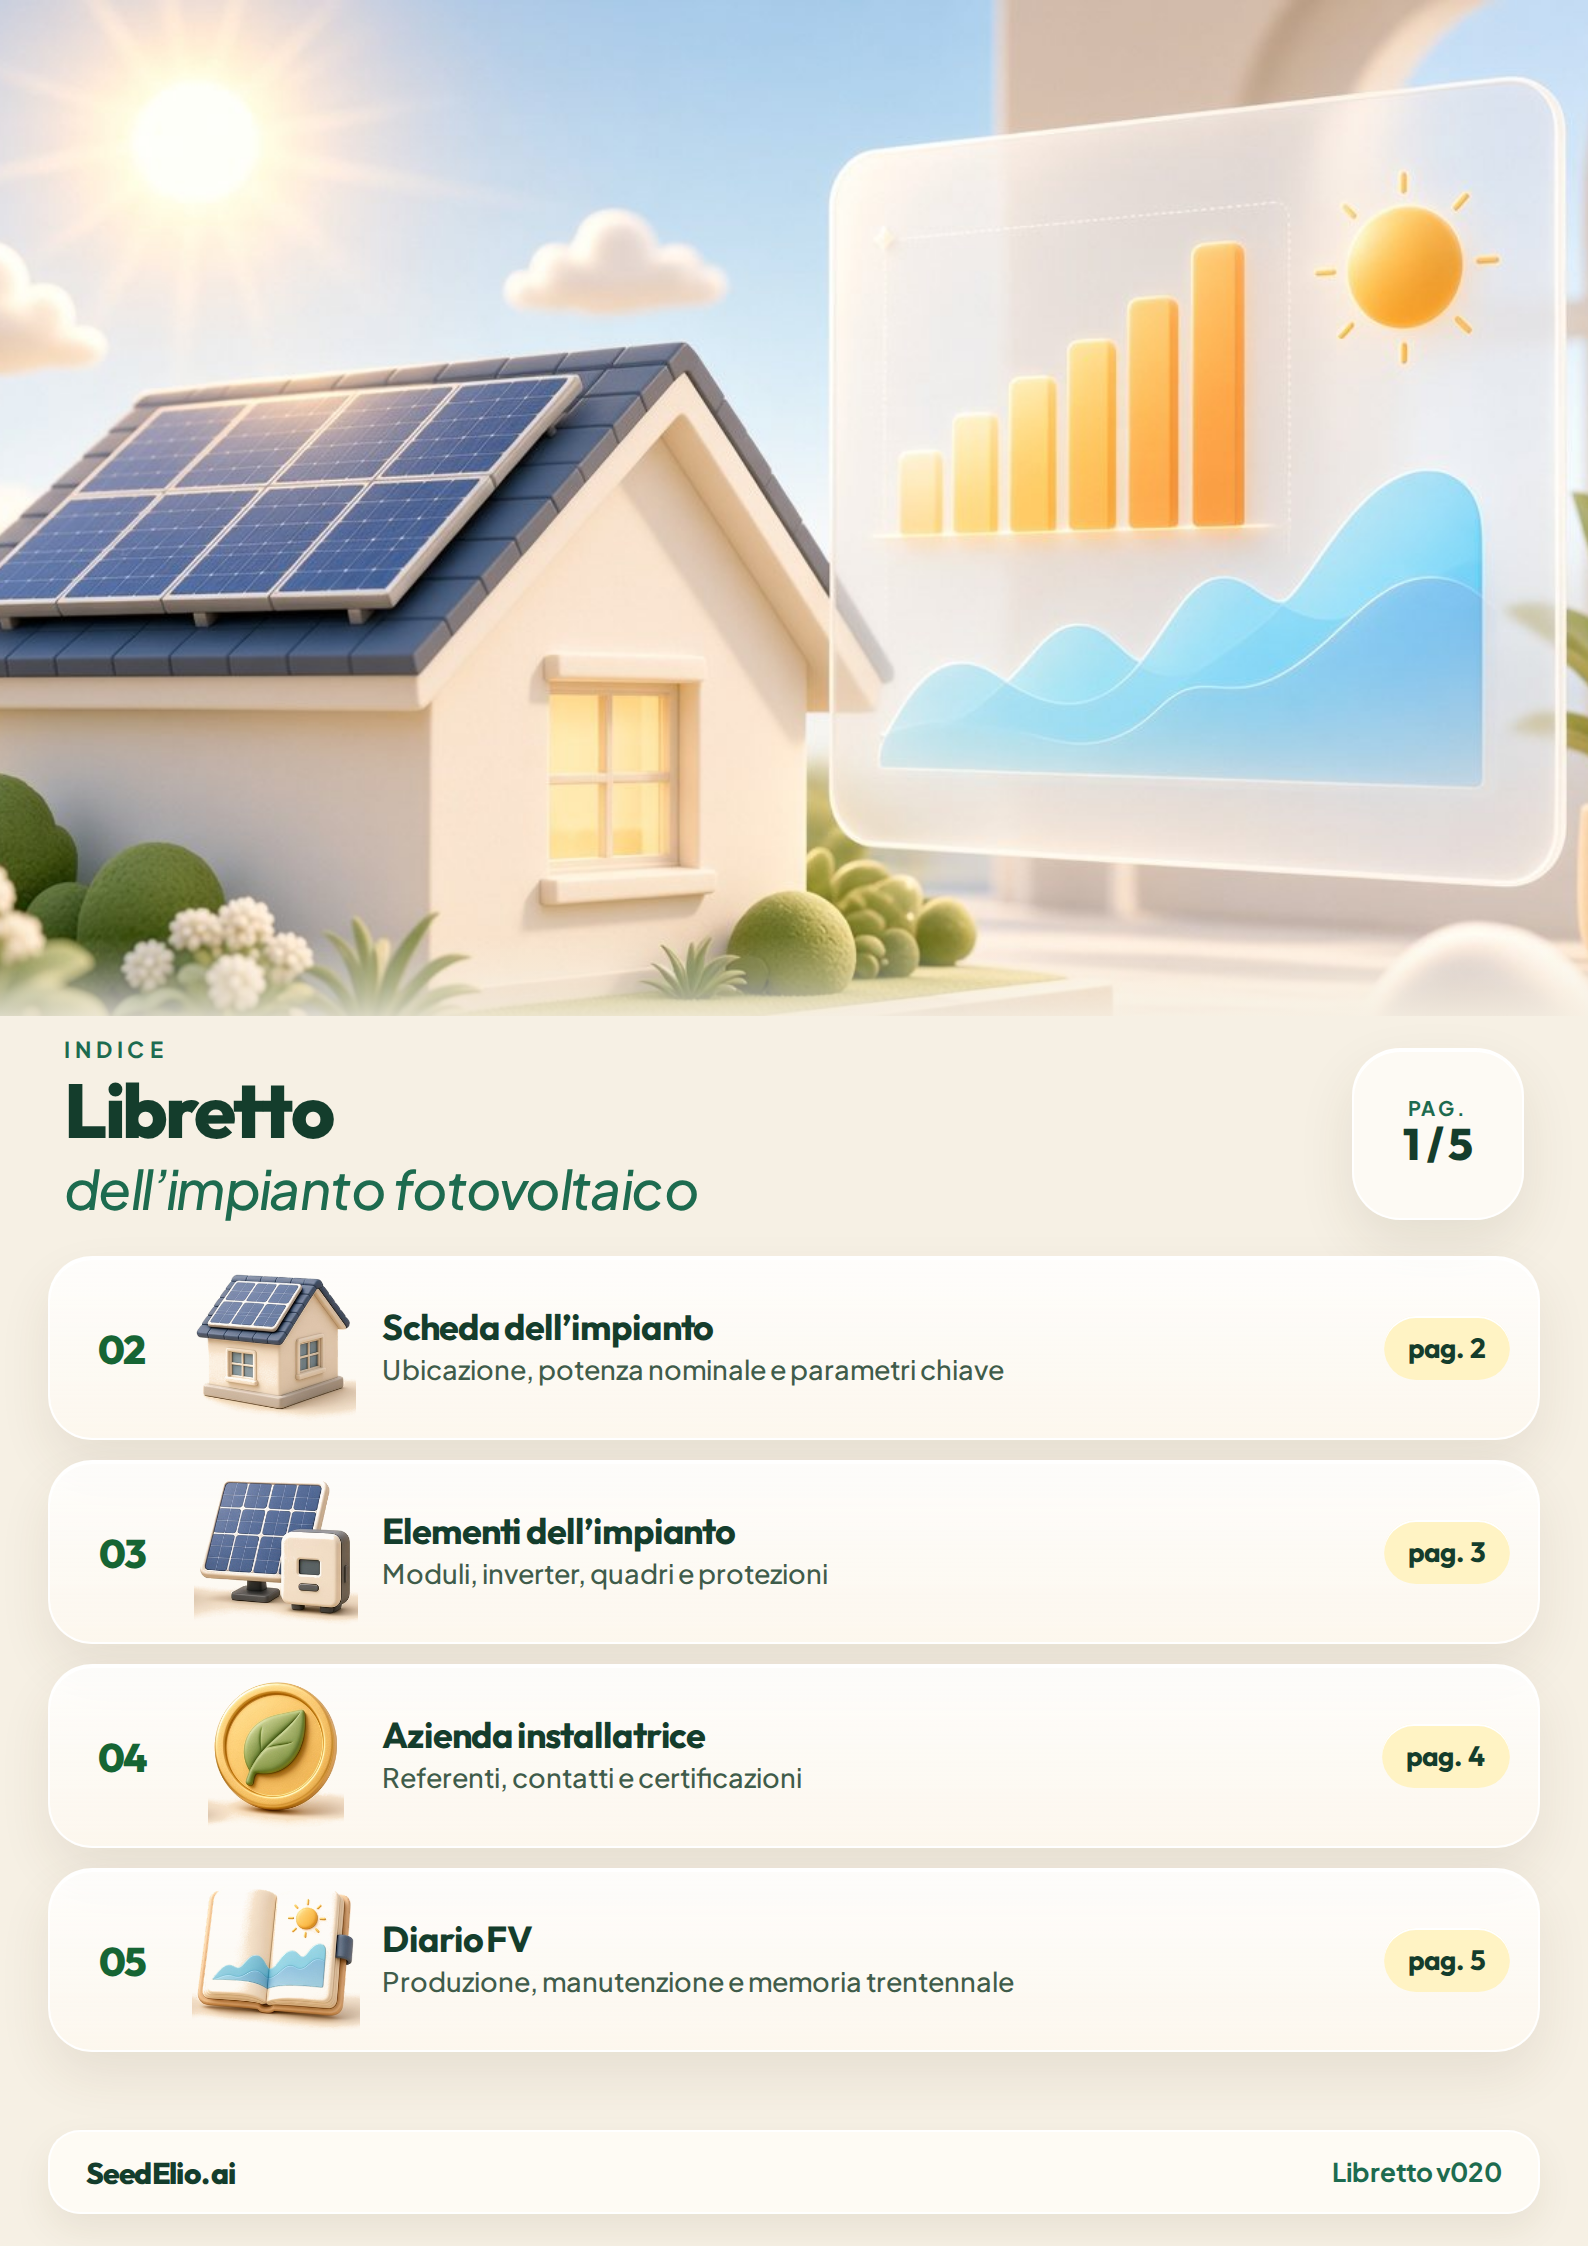 INDICE
Libretto
dell’impianto fotovoltaico
PAG.
1/5
02
Scheda dell’impianto
Ubicazione, potenza nominale e parametri chiave
pag. 2
03
Elementi dell’impianto
Moduli, inverter, quadri e protezioni
pag. 3
04
Azienda installatrice
Referenti, contatti e certificazioni
pag. 4
05
Diario FV
Produzione, manutenzione e memoria trentennale
pag. 5
SeedElio.ai
Libretto v020